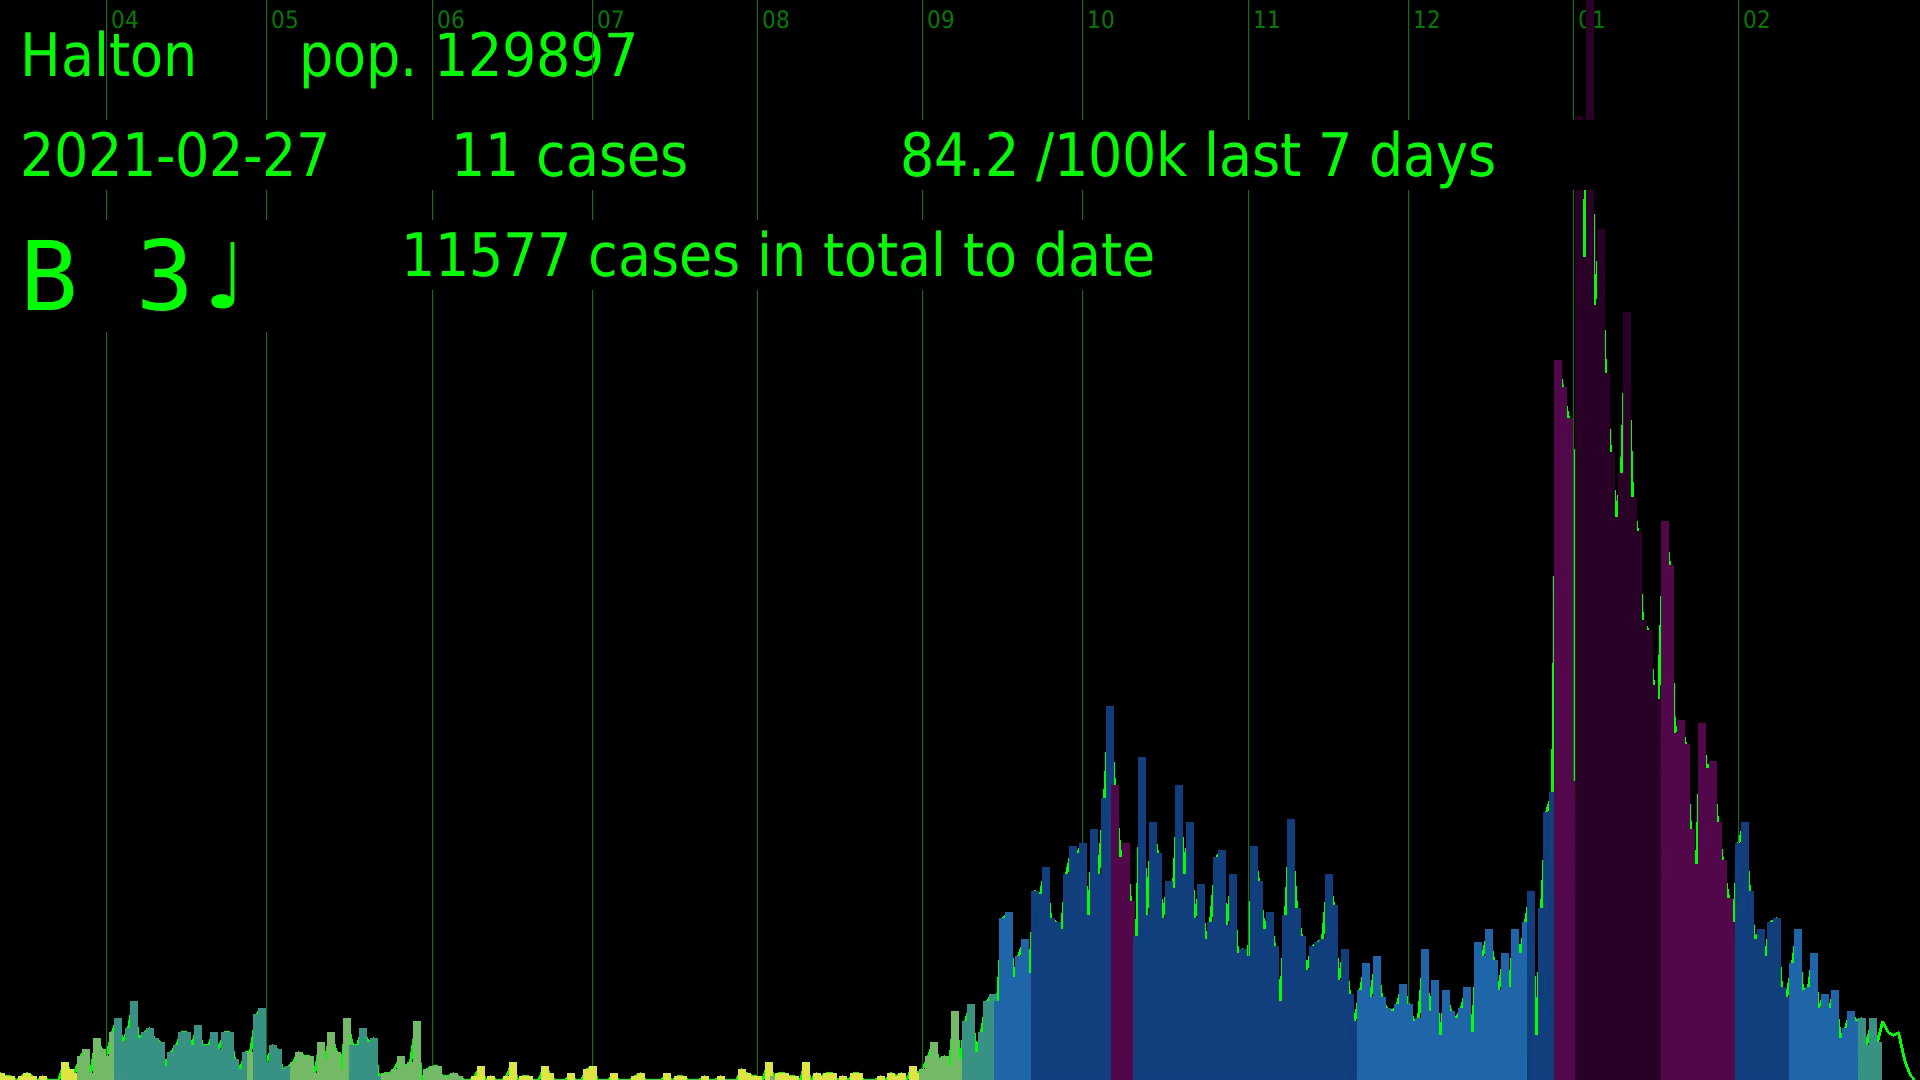 04 05 06 07 08 09 10 11 12 01 02
Halton pop. 129897
2021-02-27 11 cases 84.2 /100k last 7 days
B 3♩ 11577 cases in total to date